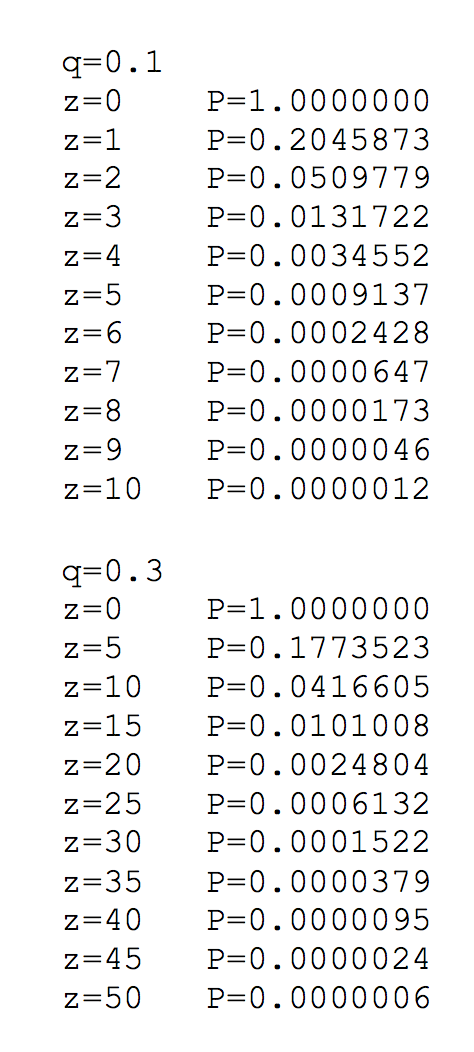 q=0.1
z=0 P=1.0000000
z=1 P=0.2045873
z=2 P=0.0509779
z=3 P=0.0131722
z=4 P=0.0034552
z=5 P=0.0009137
z=6 P=0.0002428
z=7 P=0.0000647
z=8 P=0.0000173
z=9 P=0.0000046
z=10 P=0.0000012
q=0.3
z=0 P=1.0000000
z=5 P=0.1773523
z=10 P=0.0416605
z=15 P=0.0101008
z=20 P=0.0024804
z=25 P=0.0006132
z=30 P=0.0001522
z=35 P=0.0000379
z=40 P=0.0000095
z=45 P=0.0000024
z=50 P=0.0000006